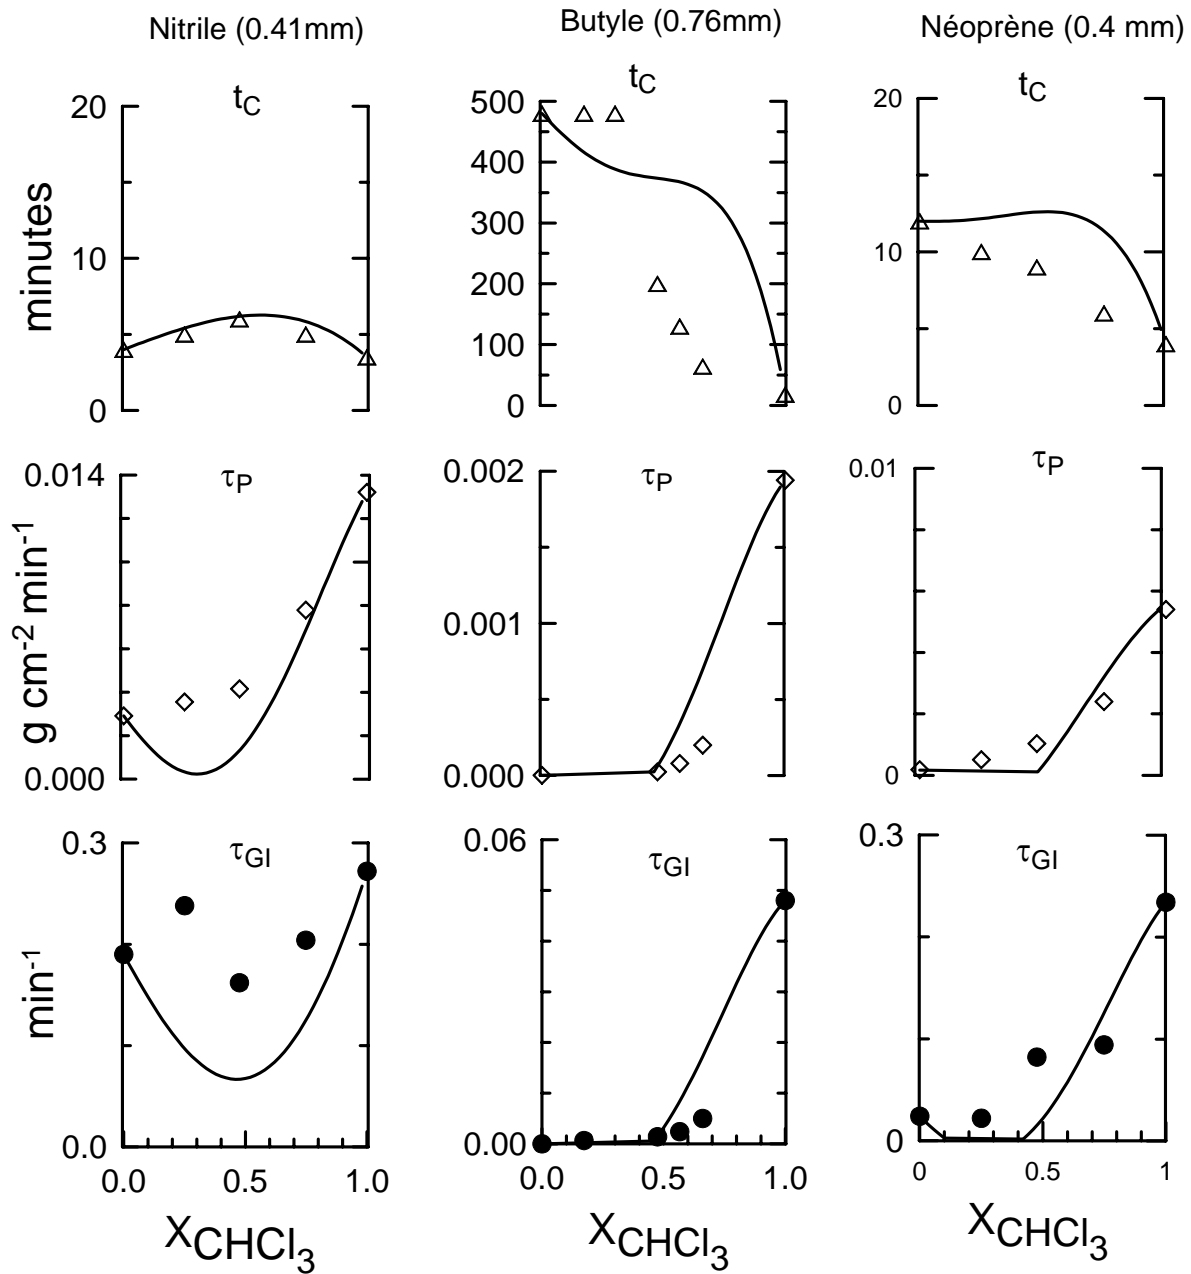 Nitrile (0.41mm)
Butyle (0.76mm)
Néoprène (0.4 mm)
tC
tC
tC
20
10
0
minutes
500
400
300
200
100
0
20
10
0
τP
τP
τP
0.014
0.000
g cm-2 min-1
0.002
0.001
0.000
0.01
0
τGI
τGI
τGI
0.3
0.0
min-1
0.06
0.00
0.3
0
0.0 0.5 1.0
0.0 0.5 1.0
0 0.5 1
XCHCl3
XCHCl3
XCHCl3